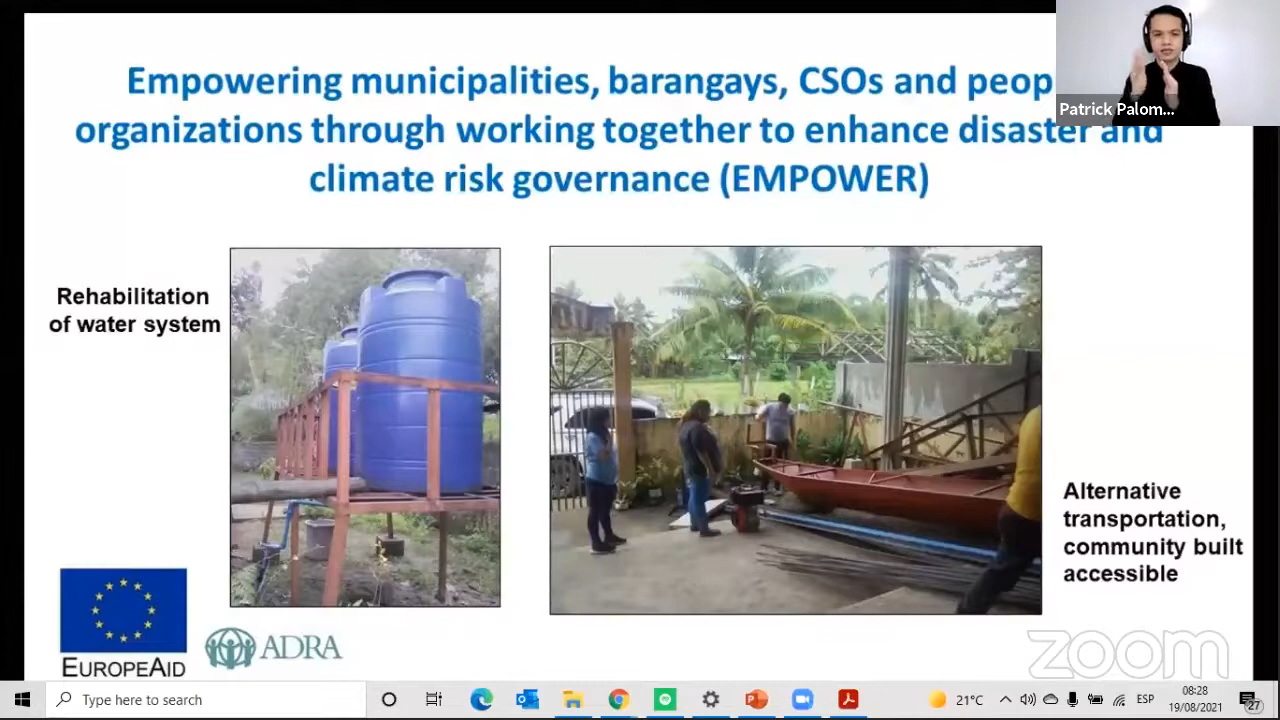 Empowering municipalities, barangays, CSOs and peop
organizations through working together to enhance disaster and
climate risk governance (EMPOWER)
Patrick Palom...
Rehabilitation
of water system
Alternative
transportation,
community built
accessible
EUROPEAID
ADRA
zoom
Type here to search
21°C
ESP
08:28
19/08/2021
27